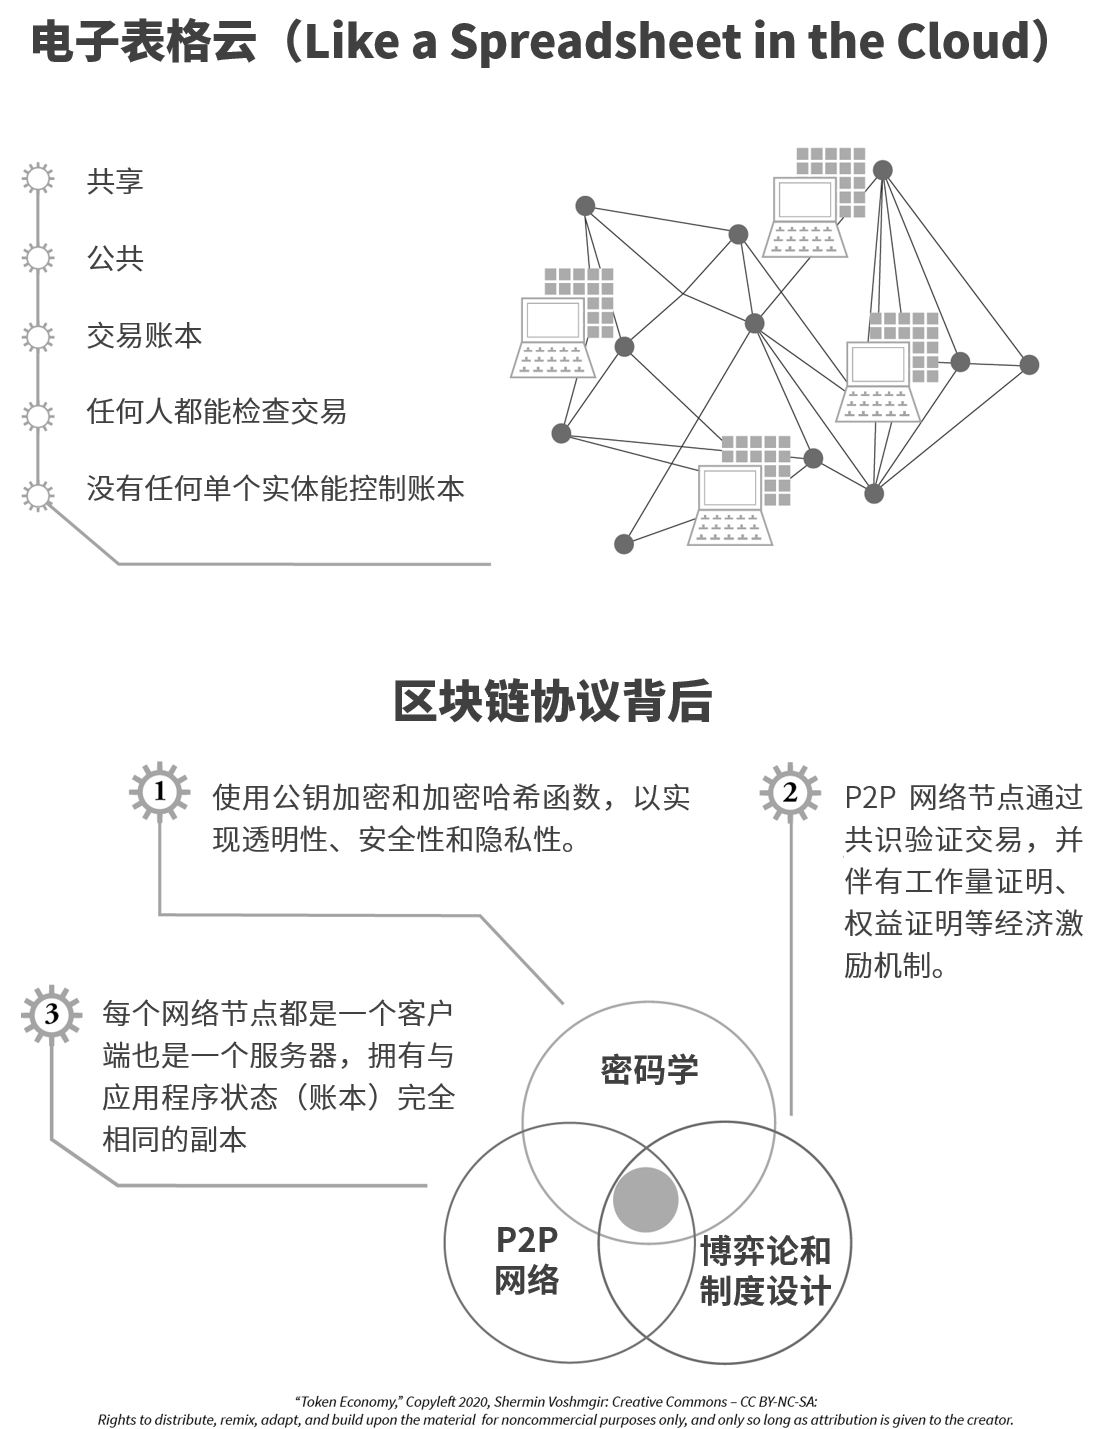 电子表格云（Like a Spreadsheet in the Cloud）
共享
公共
交易账本
任何人都能检查交易
没有任何单个实体能控制账本
区块链协议背后
1
使用公钥加密和加密哈希函数，以实
现透明性、安全性和隐私性。
2
P2P 网络节点通过
共识验证交易，并
伴有工作量证明、
权益证明等经济激
励机制。
3
每个网络节点都是一个客户
端也是一个服务器，拥有与
应用程序状态（账本）完全
相同的副本
密码学
P2P
网络
博弈论和
制度设计
“Token Economy,” Copyleft 2020, Shermin Voshmgir: Creative Commons – CC BY-NC-SA:
Rights to distribute, remix, adapt, and build upon the material for noncommercial purposes only, and only so long as attribution is given to the creator.